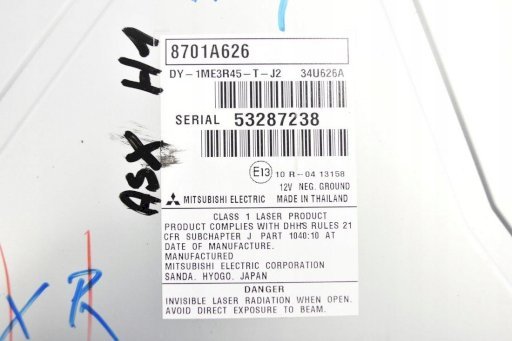 8701A626
DY-1ME3R45-T-J2 34U626A
SERIAL 53287238
E13 10 R-04 13158
12V NEG. GROUND
MITSUBISHI ELECTRIC MADE IN THAILAND
CLASS 1 LASER PRODUCT
PRODUCT COMPLIES WITH DHHS RULES 21
CFR SUBCHAPTER J PART 1040:10 AT
DATE OF MANUFACTURE.
MANUFACTURED
MITSUBISHI ELECTRIC CORPORATION
SANDA. HYOGO. JAPAN
DANGER
INVISIBLE LASER RADIATION WHEN OPEN.
AVOID DIRECT EXPOSURE TO BEAM.
ASX H1
X R